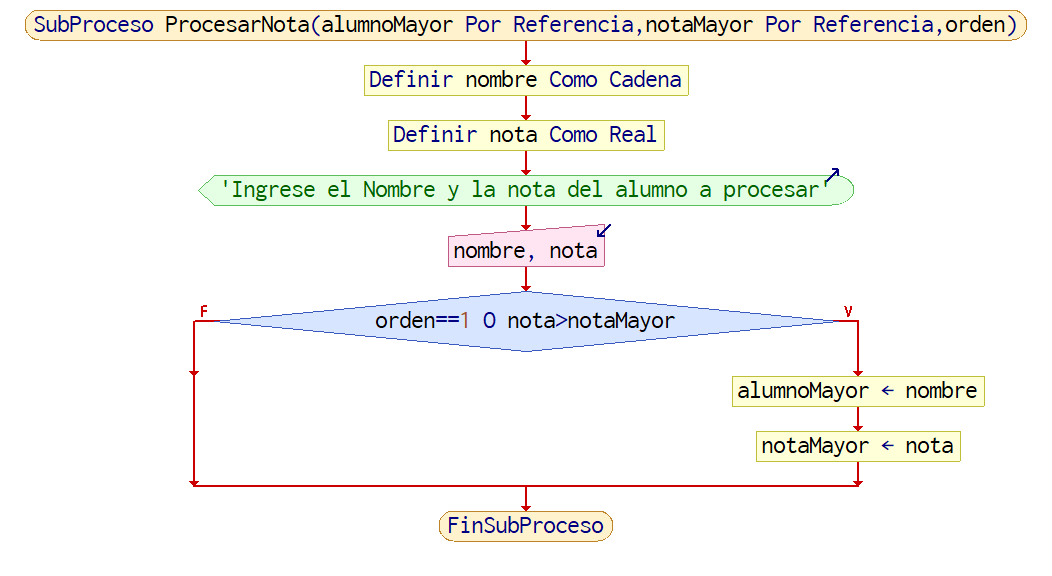 SubProceso ProcesarNota(alumnoMayor Por Referencia,notaMayor Por Referencia,orden)
Definir nombre Como Cadena
Definir nota Como Real
'Ingrese el Nombre y la nota del alumno a procesar'
nombre, nota
F
V
orden==1 O nota>notaMayor
alumnoMayor ← nombre
notaMayor ← nota
FinSubProceso